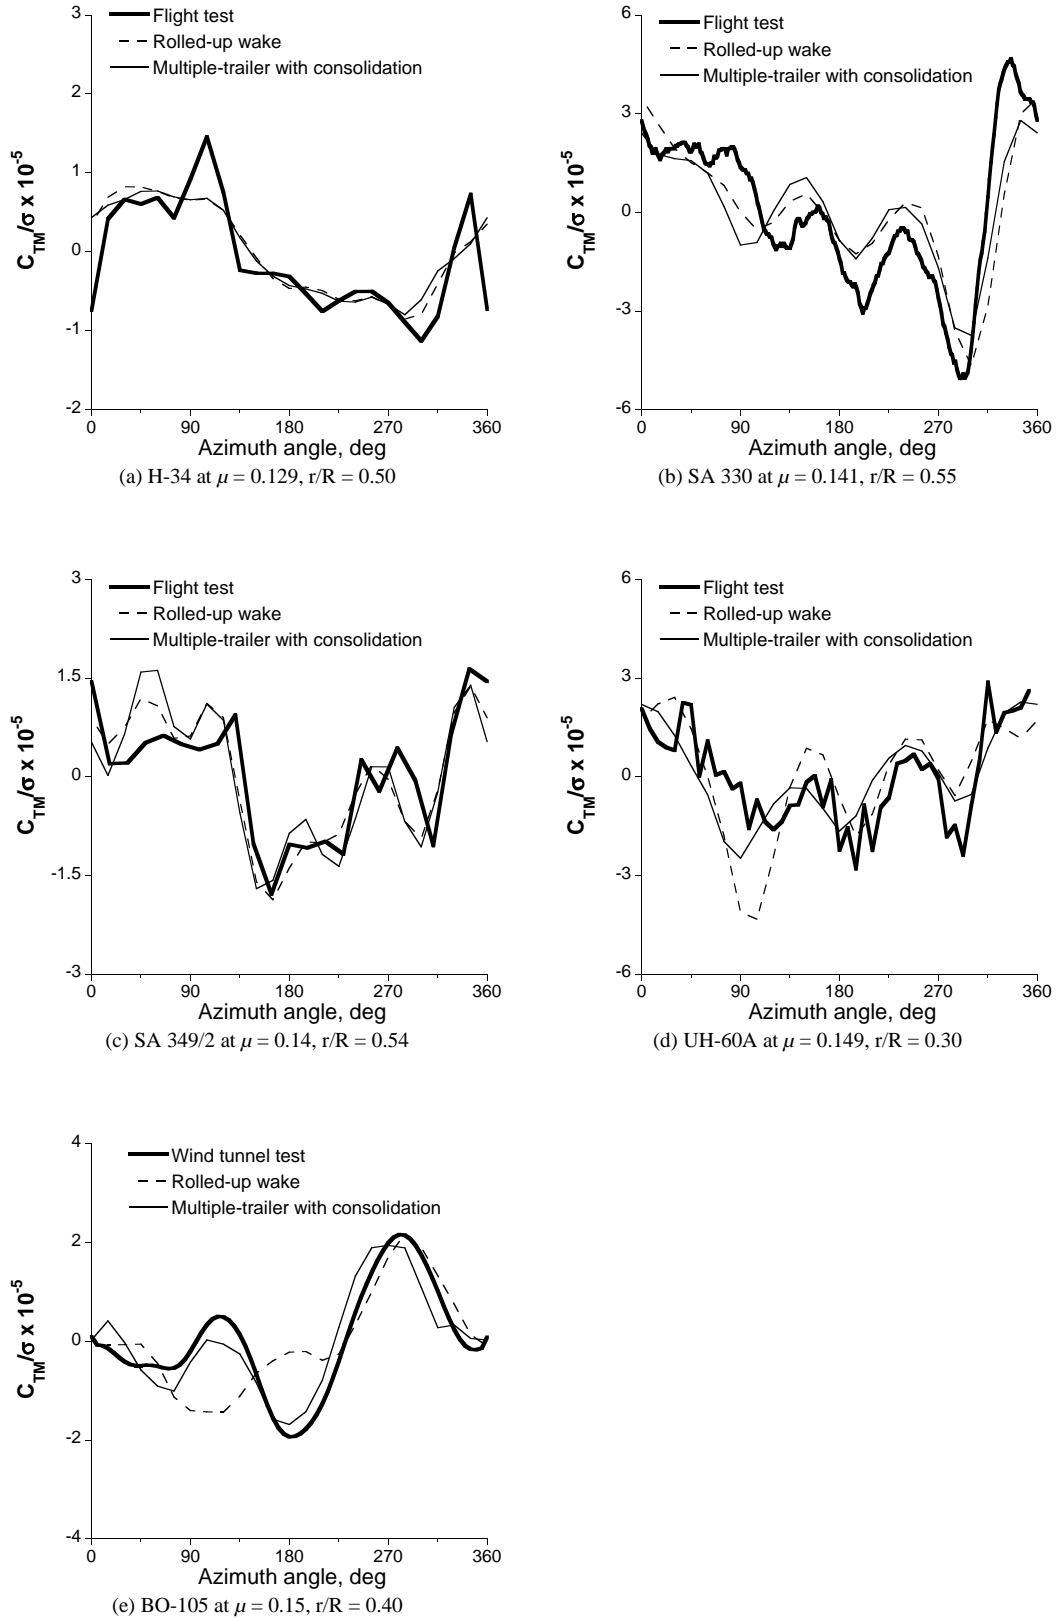 3
2
1
0
-1
-2
C_TM/σ x 10^-5
Flight test
Rolled-up wake
Multiple-trailer with consolidation
0 90 180 270 360
Azimuth angle, deg
(a) H-34 at μ = 0.129, r/R = 0.50
6
3
0
-3
-6
C_TM/σ x 10^-5
Flight test
Rolled-up wake
Multiple-trailer with consolidation
0 90 180 270 360
Azimuth angle, deg
(b) SA 330 at μ = 0.141, r/R = 0.55
3
1.5
0
-1.5
-3
C_TM/σ x 10^-5
Flight test
Rolled-up wake
Multiple-trailer with consolidation
0 90 180 270 360
Azimuth angle, deg
(c) SA 349/2 at μ = 0.14, r/R = 0.54
6
3
0
-3
-6
C_TM/σ x 10^-5
Flight test
Rolled-up wake
Multiple-trailer with consolidation
0 90 180 270 360
Azimuth angle, deg
(d) UH-60A at μ = 0.149, r/R = 0.30
4
2
0
-2
-4
C_TM/σ x 10^-5
Wind tunnel test
Rolled-up wake
Multiple-trailer with consolidation
0 90 180 270 360
Azimuth angle, deg
(e) BO-105 at μ = 0.15, r/R = 0.40